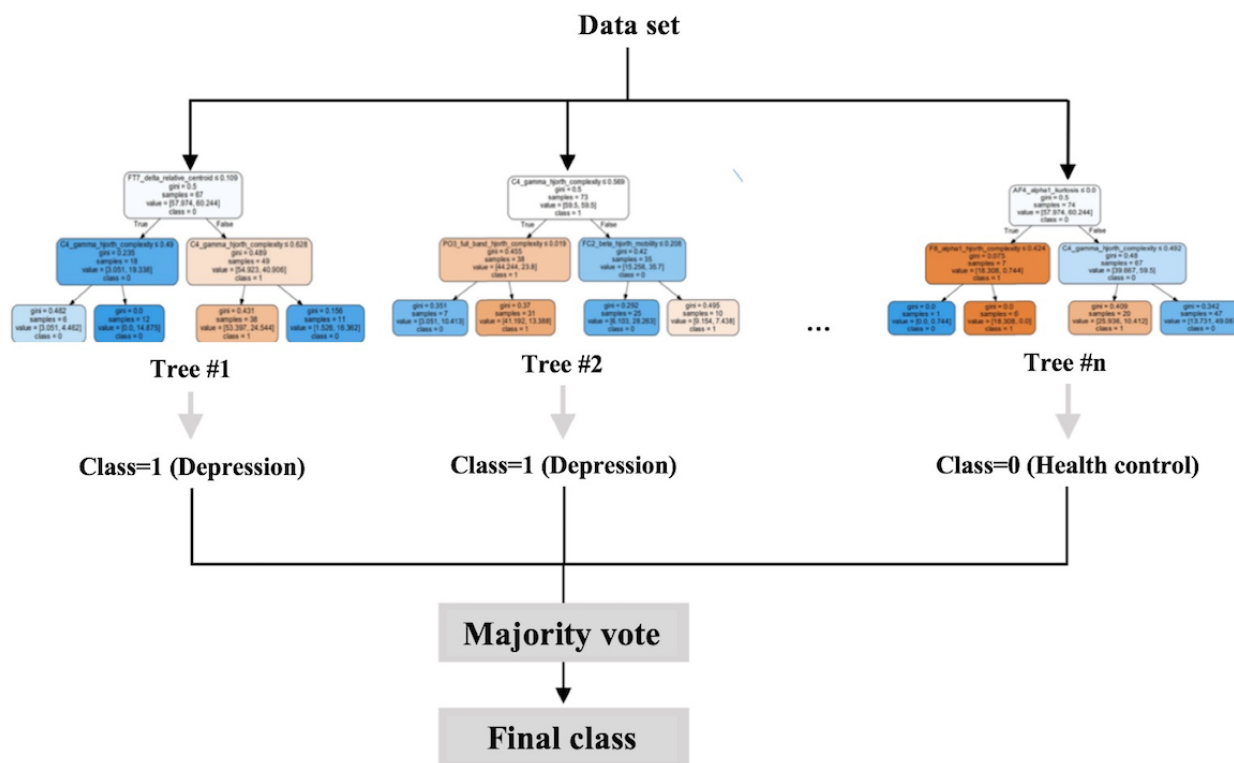 Data set
FT7_delta_relative_centroid ≤ 0.109
gini = 0.5
samples = 67
value = [57.974, 60.244]
class = 0
True
False
C4_gamma_hjorth_complexity ≤ 0.49
gini = 0.235
samples = 18
value = [3.051, 19.338]
class = 0
C4_gamma_hjorth_complexity ≤ 0.628
gini = 0.489
samples = 49
value = [54.923, 40.906]
class = 1
gini = 0.482
samples = 6
value = [3.051, 4.462]
class = 0
gini = 0.0
samples = 12
value = [0.0, 14.875]
class = 0
gini = 0.431
samples = 38
value = [53.397, 24.544]
class = 1
gini = 0.156
samples = 11
value = [1.526, 16.362]
class = 0
Tree #1
C4_gamma_hjorth_complexity ≤ 0.589
gini = 0.5
samples = 73
value = [59.5, 59.5]
class = 1
True
False
PO3_full_band_hjorth_complexity ≤ 0.019
gini = 0.455
samples = 38
value = [44.244, 23.8]
class = 1
FC2_beta_hjorth_mobility ≤ 0.206
gini = 0.42
samples = 35
value = [15.256, 35.7]
class = 0
gini = 0.351
samples = 7
value = [3.051, 10.413]
class = 0
gini = 0.37
samples = 31
value = [41.192, 13.388]
class = 1
gini = 0.292
samples = 25
value = [6.103, 28.263]
class = 0
gini = 0.495
samples = 10
value = [9.154, 7.438]
class = 1
Tree #2
...
AF4_alpha1_kurtosis ≤ 0.0
gini = 0.5
samples = 74
value = [57.974, 60.244]
class = 0
True
False
F8_alpha1_hjorth_complexity ≤ 0.424
gini = 0.075
samples = 7
value = [18.308, 0.744]
class = 1
C4_gamma_hjorth_complexity ≤ 0.492
gini = 0.48
samples = 67
value = [39.667, 59.5]
class = 0
gini = 0.0
samples = 1
value = [0.0, 0.744]
class = 0
gini = 0.0
samples = 6
value = [18.308, 0.0]
class = 1
gini = 0.409
samples = 20
value = [25.936, 10.412]
class = 1
gini = 0.342
samples = 47
value = [13.731, 49.08
class = 0
Tree #n
Class=1 (Depression)
Class=1 (Depression)
Class=0 (Health control)
Majority vote
Final class